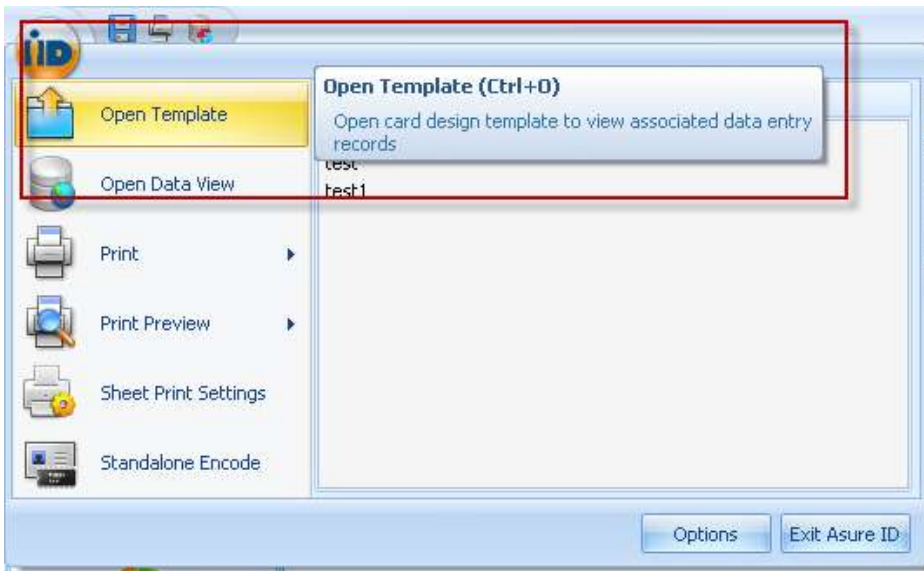 iiD
Open Template
Open Template (Ctrl+O)
Open card design template to view associated data entry
records
test
Open Data View
test1
Print
Print Preview
Sheet Print Settings
Standalone Encode
Options
Exit Asure ID